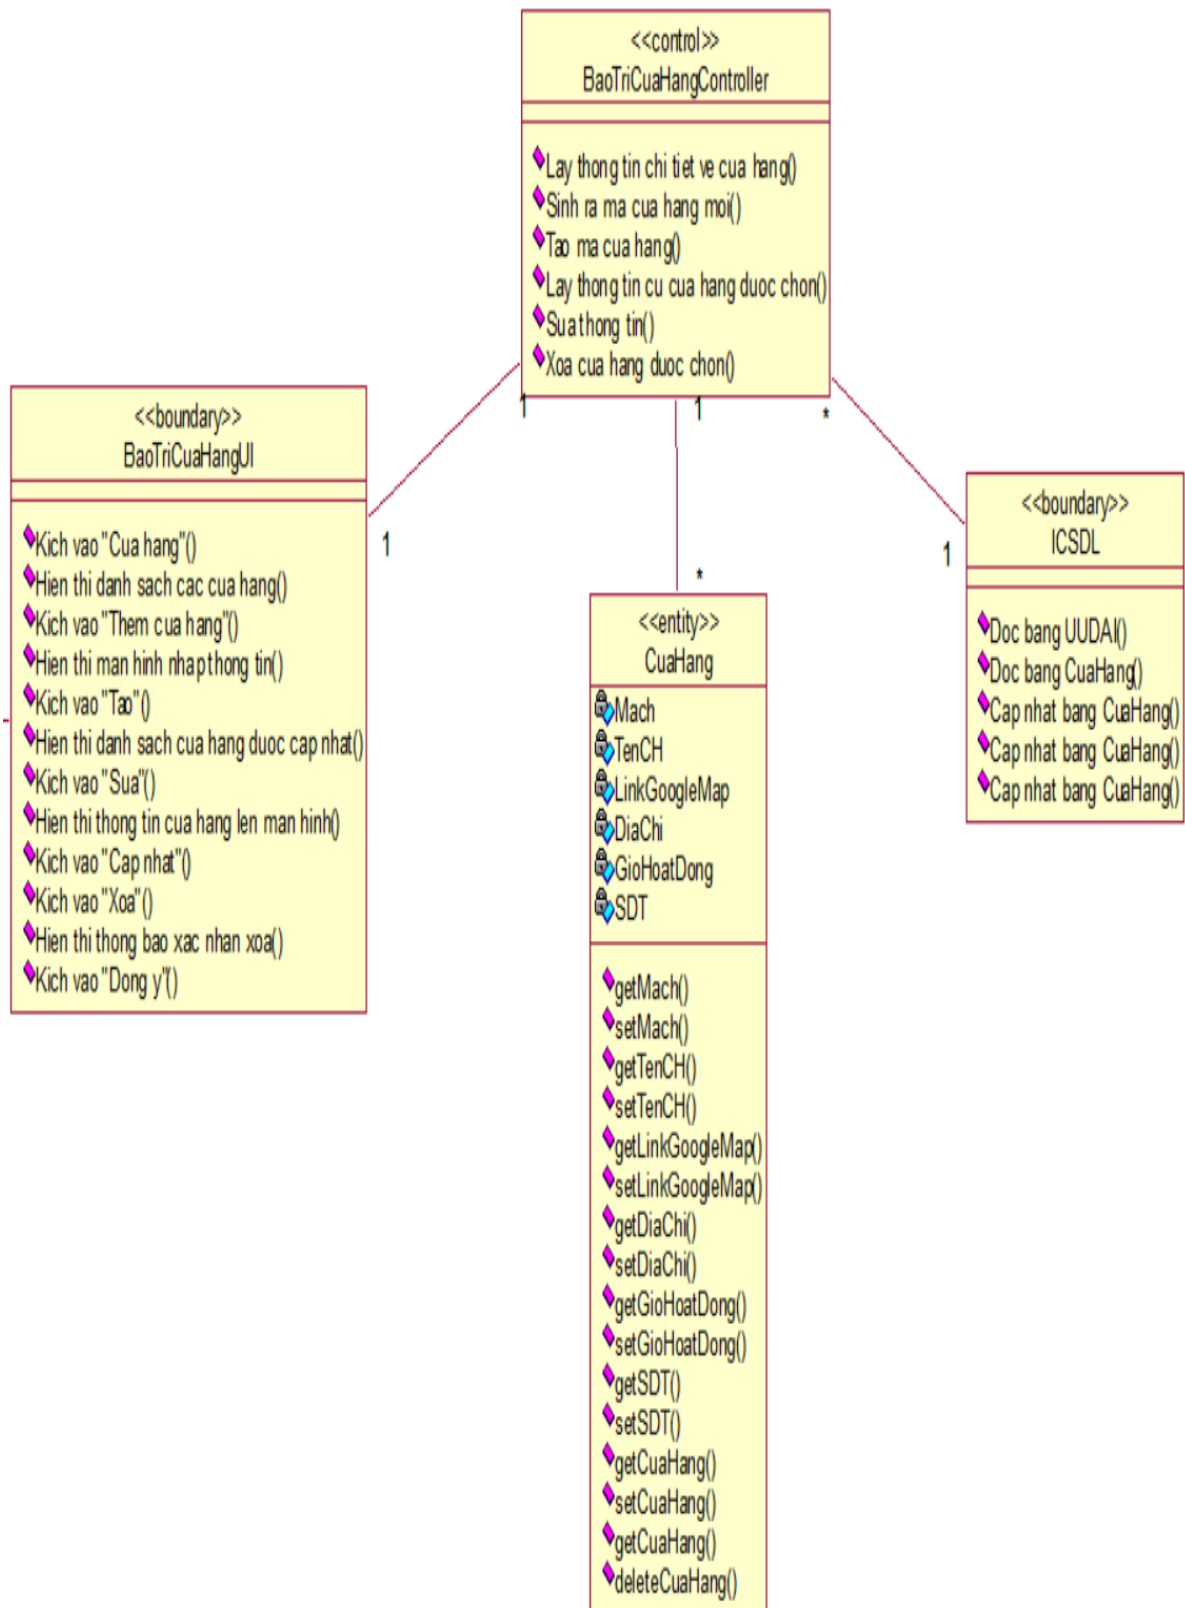 <<control>>
BaoTriCuaHangController
Lay thong tin chi tiet ve cua hang()
Sinh ra ma cua hang moi()
Tao ma cua hang()
Lay thong tin cu cua hang duoc chon()
Sua thong tin()
Xoa cua hang duoc chon()
1
1
*
<<boundary>>
BaoTriCuaHangUI
Kich vao "Cua hang"()
Hien thi danh sach cac cua hang()
Kich vao "Them cua hang"()
Hien thi man hinh nhap thong tin()
Kich vao "Tao"()
Hien thi danh sach cua hang duoc cap nhat()
Kich vao "Sua"()
Hien thi thong tin cua hang len man hinh()
Kich vao "Cap nhat"()
Kich vao "Xoa"()
Hien thi thong bao xac nhan xoa()
Kich vao "Dong y"()
1
*
1
<<boundary>>
ICSDL
Doc bang UUDAI()
Doc bang CuaHang()
Cap nhat bang CuaHang()
Cap nhat bang CuaHang()
Cap nhat bang CuaHang()
<<entity>>
CuaHang
Mach
TenCH
LinkGoogleMap
DiaChi
GioHoatDong
SDT
getMach()
setMach()
getTenCH()
setTenCH()
getLinkGoogleMap()
setLinkGoogleMap()
getDiaChi()
setDiaChi()
getGioHoatDong()
setGioHoatDong()
getSDT()
setSDT()
getCuaHang()
setCuaHang()
getCuaHang()
deleteCuaHang()